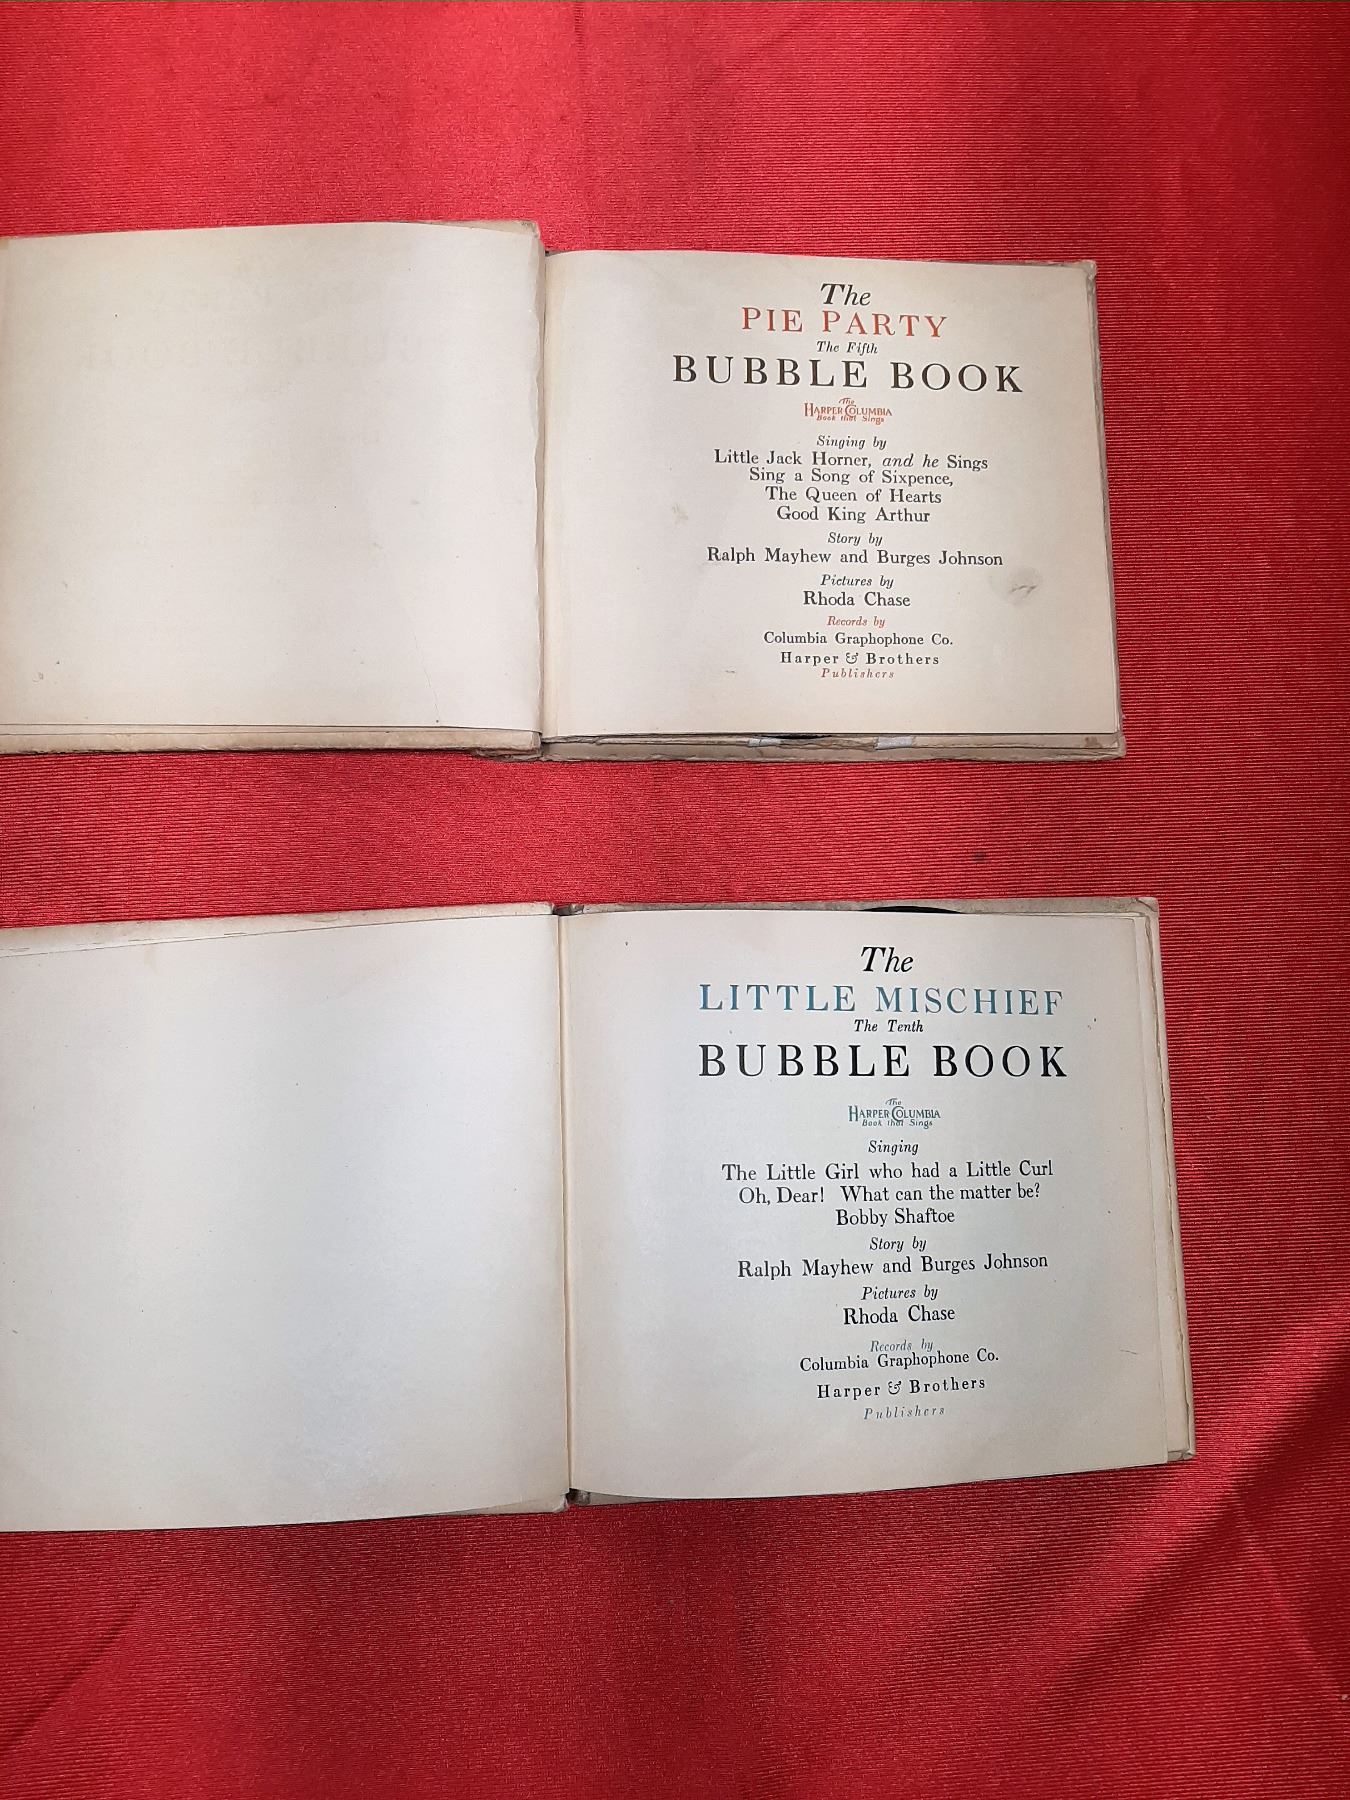 The
PIE PARTY
The Fifth
BUBBLE BOOK
The
HARPER COLUMBIA
Book that Sings
Singing by
Little Jack Horner, and he Sings
Sing a Song of Sixpence,
The Queen of Hearts
Good King Arthur
Story by
Ralph Mayhew and Burges Johnson
Pictures by
Rhoda Chase
Records by
Columbia Graphophone Co.
Harper & Brothers
Publishers
The
LITTLE MISCHIEF
The Tenth
BUBBLE BOOK
The
HARPER COLUMBIA
Book that Sings
Singing
The Little Girl who had a Little Curl
Oh, Dear! What can the matter be?
Bobby Shaftoe
Story by
Ralph Mayhew and Burges Johnson
Pictures by
Rhoda Chase
Records by
Columbia Graphophone Co.
Harper & Brothers
Publishers